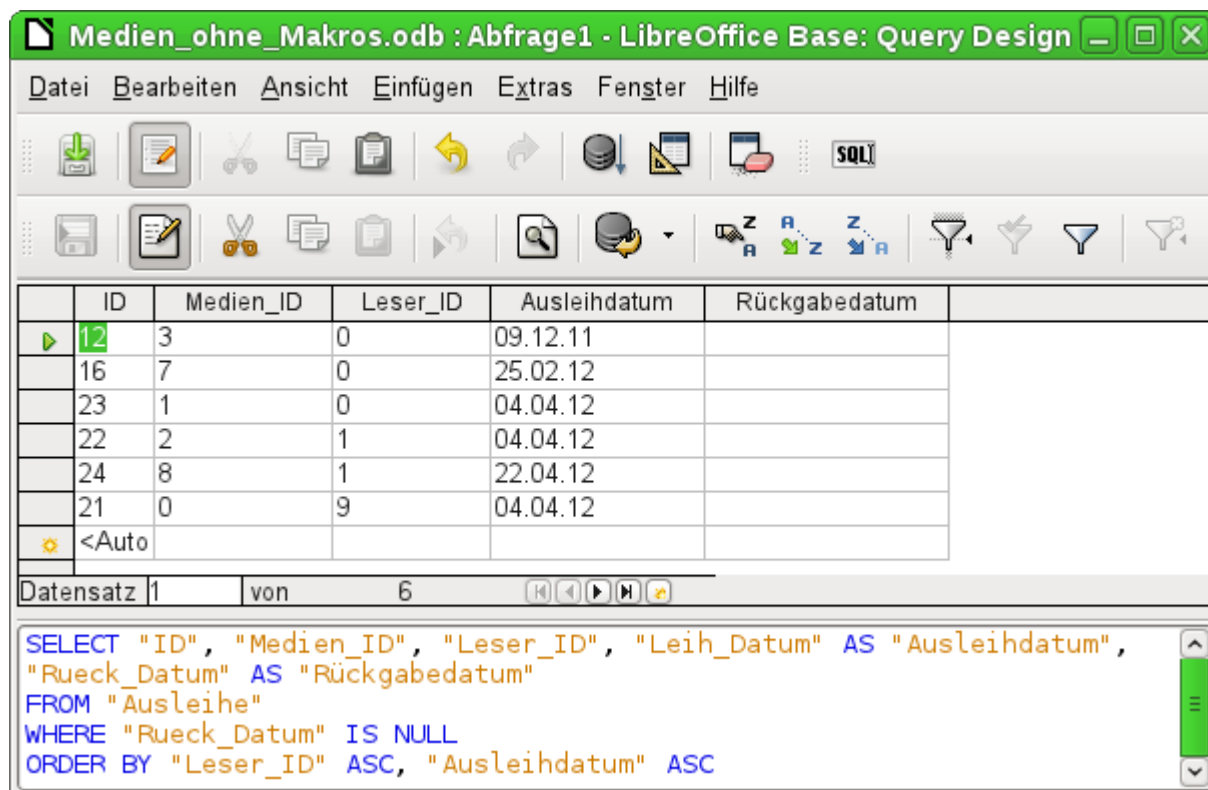 Medien_ohne_Makros.odb : Abfrage1 - LibreOffice Base: Query Design
Datei Bearbeiten Ansicht Einfügen Extras Fenster Hilfe
SQL
Z A A Z Z A
ID Medien_ID Leser_ID Ausleihdatum Rückgabedatum
12 3 0 09.12.11
16 7 0 25.02.12
23 1 0 04.04.12
22 2 1 04.04.12
24 8 1 22.04.12
21 0 9 04.04.12
<Auto
Datensatz 1 von 6
SELECT "ID", "Medien_ID", "Leser_ID", "Leih_Datum" AS "Ausleihdatum",
"Rueck_Datum" AS "Rückgabedatum"
FROM "Ausleihe"
WHERE "Rueck_Datum" IS NULL
ORDER BY "Leser_ID" ASC, "Ausleihdatum" ASC